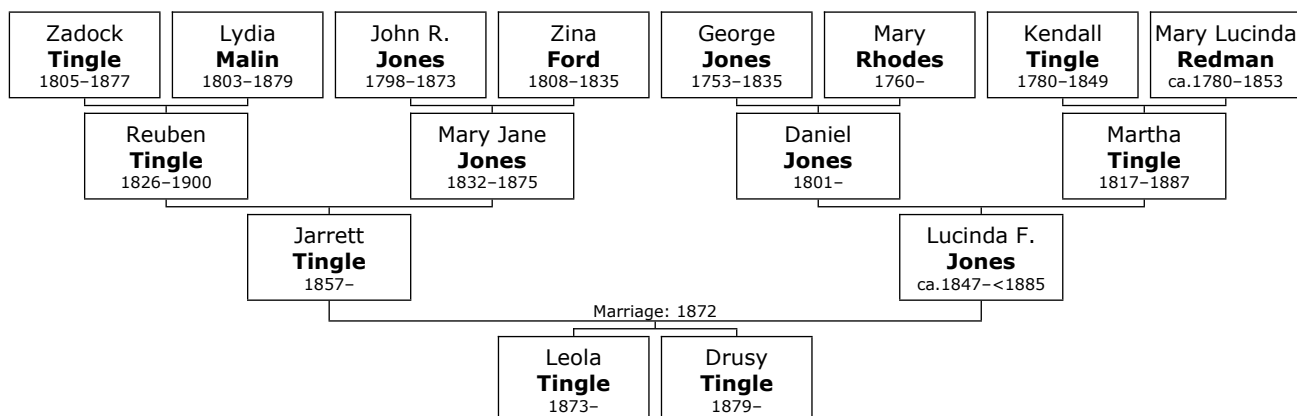 Zadock
Tingle
1805–1877
Lydia
Malin
1803–1879
John R.
Jones
1798–1873
Zina
Ford
1808–1835
George
Jones
1753–1835
Mary
Rhodes
1760–
Kendall
Tingle
1780–1849
Mary Lucinda
Redman
ca.1780–1853
Reuben
Tingle
1826–1900
Mary Jane
Jones
1832–1875
Daniel
Jones
1801–
Martha
Tingle
1817–1887
Jarrett
Tingle
1857–
Lucinda F.
Jones
ca.1847–<1885
Marriage: 1872
Leola
Tingle
1873–
Drusy
Tingle
1879–